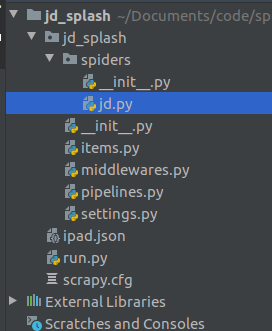 jd_splash ~/Documents/code/sp
jd_splash
spiders
__init__.py
jd.py
__init__.py
items.py
middlewares.py
pipelines.py
settings.py
ipad.json
run.py
scrapy.cfg
External Libraries
Scratches and Consoles